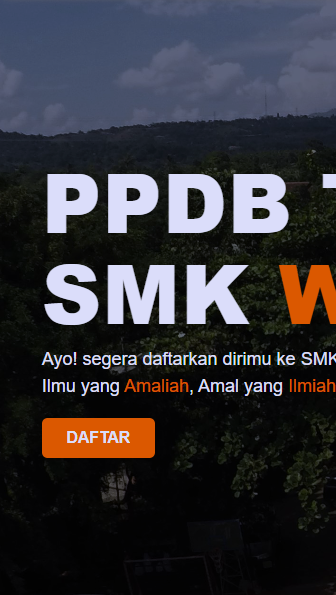 PPDB
SMK W
Ayo! segera daftarkan dirimu ke SMK
Ilmu yang Amaliah, Amal yang Ilmiah
DAFTAR